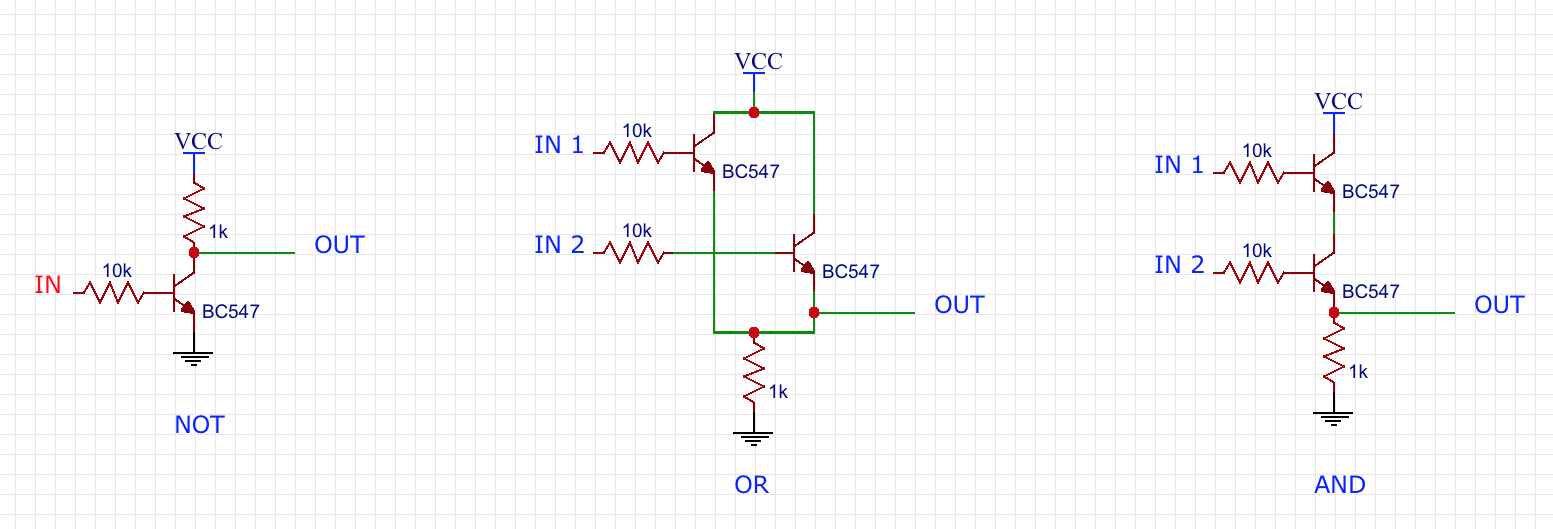 VCC
1k
OUT
10k
IN
BC547
NOT
VCC
10k
IN 1
BC547
10k
IN 2
BC547
OUT
1k
OR
VCC
10k
IN 1
BC547
10k
IN 2
BC547
OUT
1k
AND